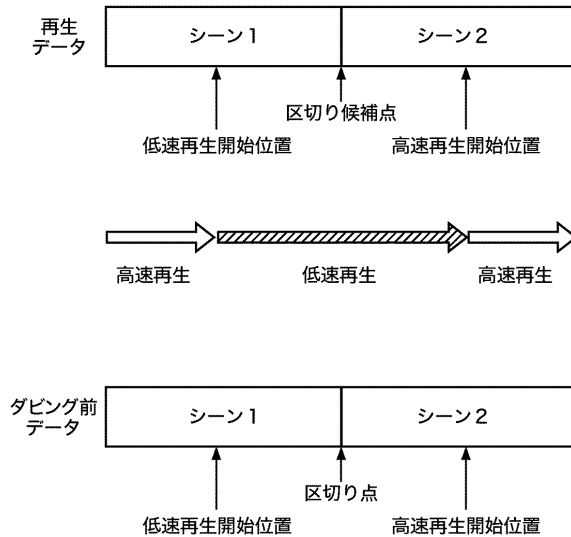 再生
データ
シーン1
シーン2
区切り候補点
低速再生開始位置
高速再生開始位置
高速再生
低速再生
高速再生
ダビング前
データ
シーン1
シーン2
区切り点
低速再生開始位置
高速再生開始位置